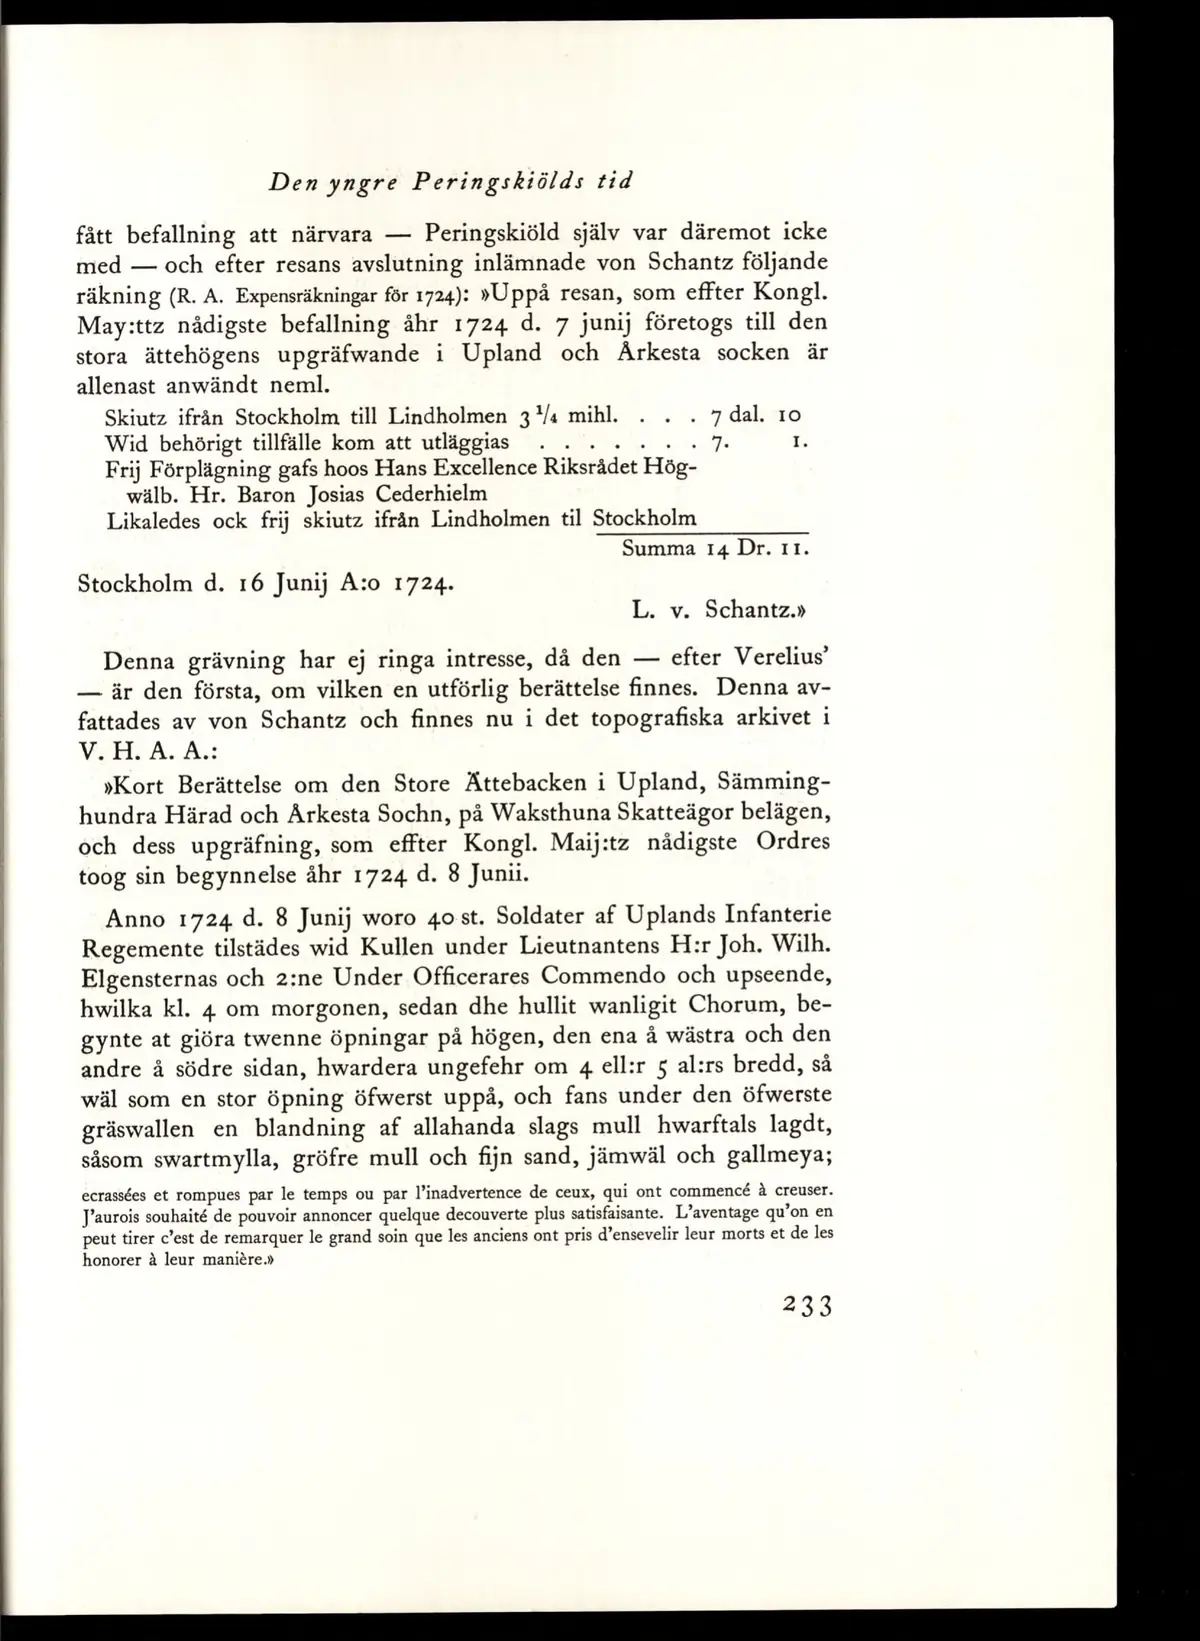 Den yngre Peringskiölds tid
fått befallning att närvara — Peringskiöld själv var däremot icke
med — och efter resans avslutning inlämnade von Schantz följande
räkning (R. A. Expensräkningar för 1724): »Uppå resan, som effter Kongl.
May:ttz nådigste befallning åhr 1724 d. 7 junij företogs till den
stora ättehögens upgräfwande i Upland och Årkesta socken är
allenast anwändt neml.
Skiutz ifrån Stockholm till Lindholmen 3 1/4 mihl. . . . 7 dal. 10
Wid behörigt tillfälle kom att utläggias . . . . . . . 7. 1.
Frij Förplägning gafs hoos Hans Excellence Riksrådet Hög-
wälb. Hr. Baron Josias Cederhielm
Likaledes ock frij skiutz ifrån Lindholmen til Stockholm
Summa 14 Dr. 11.
Stockholm d. 16 Junij A:o 1724.
L. v. Schantz.»
Denna grävning har ej ringa intresse, då den — efter Verelius’
— är den första, om vilken en utförlig berättelse finnes. Denna av-
fattades av von Schantz och finnes nu i det topografiska arkivet i
V. H. A. A.:
»Kort Berättelse om den Store Ättebacken i Upland, Sämming-
hundra Härad och Årkesta Sochn, på Waksthuna Skatteägor belägen,
och dess upgräfning, som effter Kongl. Maij:tz nådigste Ordres
toog sin begynnelse åhr 1724 d. 8 Junii.
Anno 1724 d. 8 Junij woro 40 st. Soldater af Uplands Infanterie
Regemente tilstädes wid Kullen under Lieutnantens H:r Joh. Wilh.
Elgensternas och 2:ne Under Officerares Commendo och upseende,
hwilka kl. 4 om morgonen, sedan dhe hullit wanligit Chorum, be-
gynte at giöra twenne öpningar på högen, den ena å wästra och den
andre å södre sidan, hwardera ungefehr om 4 ell:r 5 al:rs bredd, så
wäl som en stor öpning öfwerst uppå, och fans under den öfwerste
gräswallen en blandning af allahanda slags mull hwarftals lagdt,
såsom swartmylla, gröfre mull och fijn sand, jämwäl och gallmeya;
ecrassées et rompues par le temps ou par l’inadvertence de ceux, qui ont commencé à creuser.
J’aurois souhaité de pouvoir annoncer quelque decouverte plus satisfaisante. L’aventage qu’on en
peut tirer c’est de remarquer le grand soin que les anciens ont pris d’ensevelir leur morts et de les
honorer à leur manière.»
233